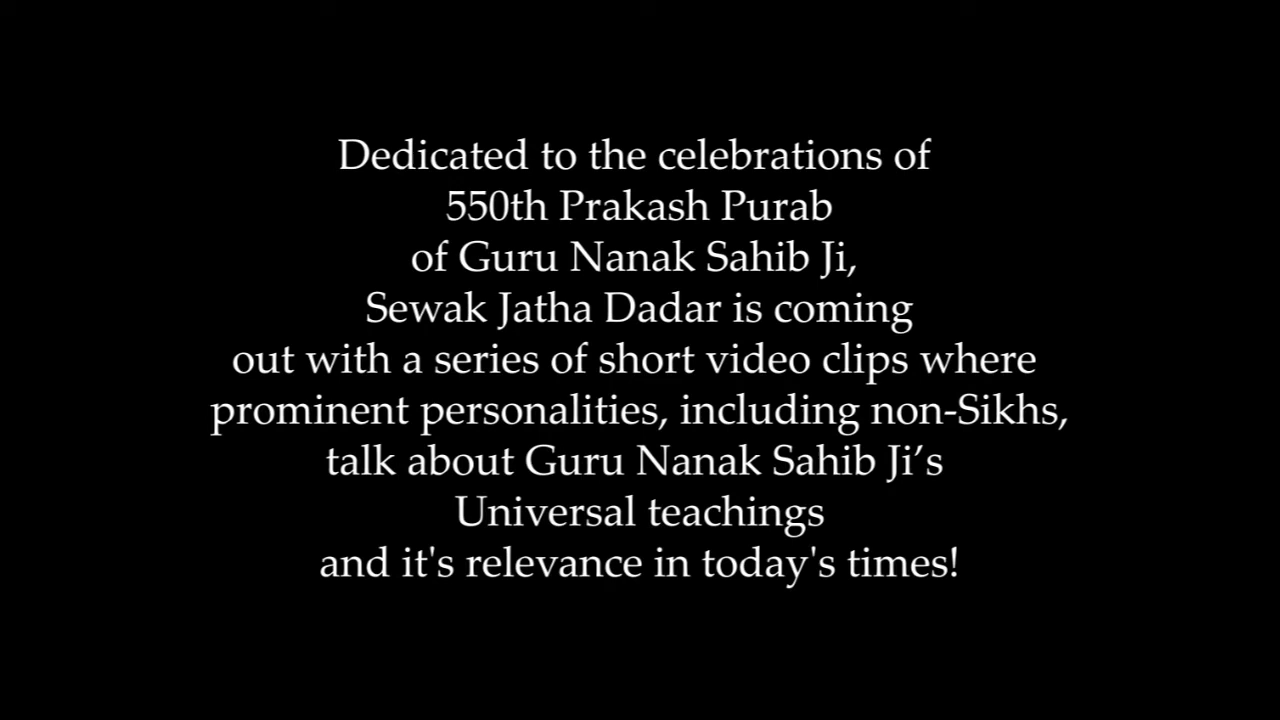 Dedicated to the celebrations of
550th Prakash Purab
of Guru Nanak Sahib Ji,
Sewak Jatha Dadar is coming
out with a series of short video clips where
prominent personalities, including non-Sikhs,
talk about Guru Nanak Sahib Ji’s
Universal teachings
and it's relevance in today's times!